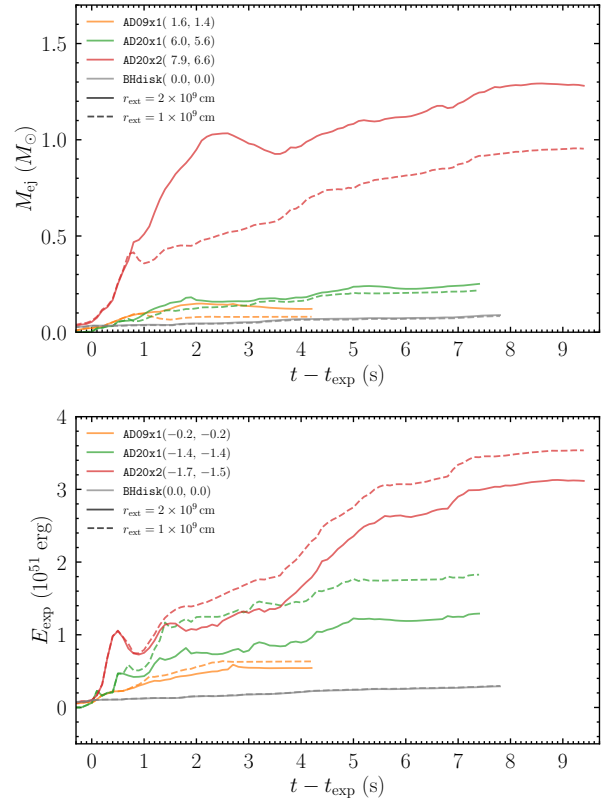 1.5
1.0
0.5
0.0
M_ej (M_⊙)
AD09x1( 1.6, 1.4)
AD20x1( 6.0, 5.6)
AD20x2( 7.9, 6.6)
BHdisk( 0.0, 0.0)
r_ext = 2 × 10^9 cm
r_ext = 1 × 10^9 cm
0 1 2 3 4 5 6 7 8 9
t − t_exp (s)
4
3
2
1
0
E_exp (10^51 erg)
AD09x1(−0.2, −0.2)
AD20x1(−1.4, −1.4)
AD20x2(−1.7, −1.5)
BHdisk(0.0, 0.0)
r_ext = 2 × 10^9 cm
r_ext = 1 × 10^9 cm
0 1 2 3 4 5 6 7 8 9
t − t_exp (s)